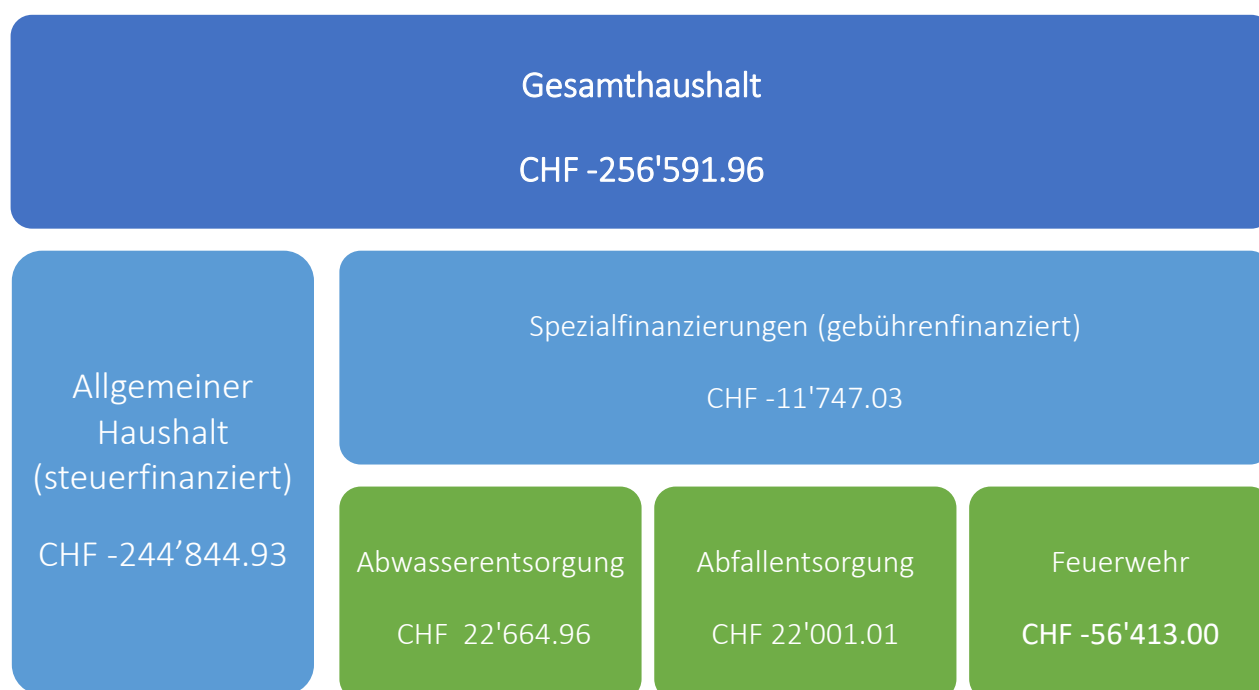 Gesamthaushalt
CHF -256'591.96
Allgemeiner
Haushalt
(steuerfinanziert)
CHF -244’844.93
Spezialfinanzierungen (gebührenfinanziert)
CHF -11'747.03
Abwasserentsorgung
CHF  22'664.96
Abfallentsorgung
CHF 22'001.01
Feuerwehr
CHF -56'413.00